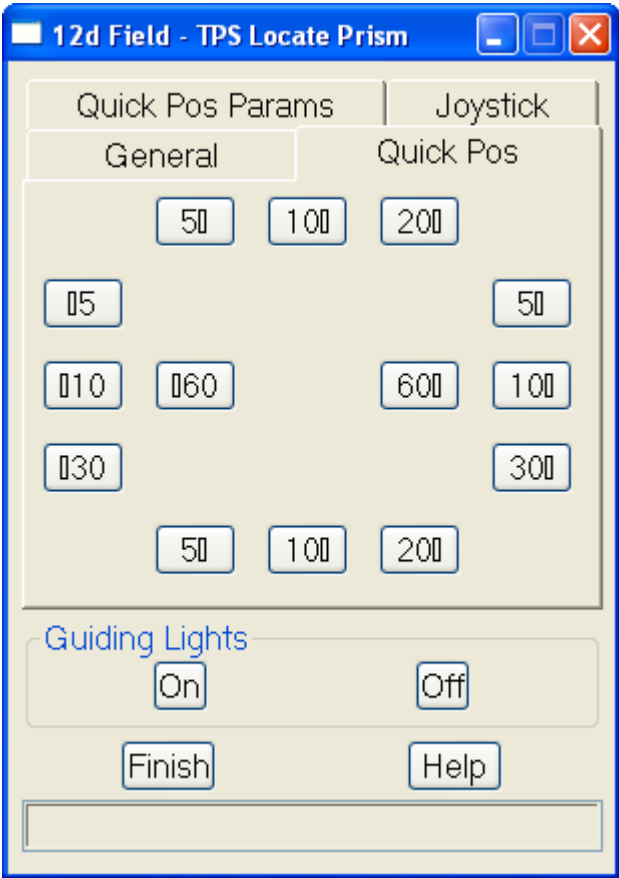 12d Field - TPS Locate Prism
Quick Pos Params Joystick
General Quick Pos
5▯ 10▯ 20▯
▯5 5▯
▯10 ▯60 60▯ 10▯
▯30 30▯
5▯ 10▯ 20▯
Guiding Lights
On Off
Finish Help